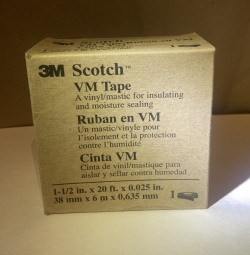 3M Scotch™
VM Tape
A vinyl/mastic for insulating
and moisture sealing
Ruban en VM
Un mastic/vinyle pour
l'isolement et la protection
contre l'humidité
Cinta VM
Cinta de vinil/mastique para
aislar y sellar contra humedad
1-1/2 in. x 20 ft. x 0.025 in.
38 mm x 6 m x 0,635 mm
1